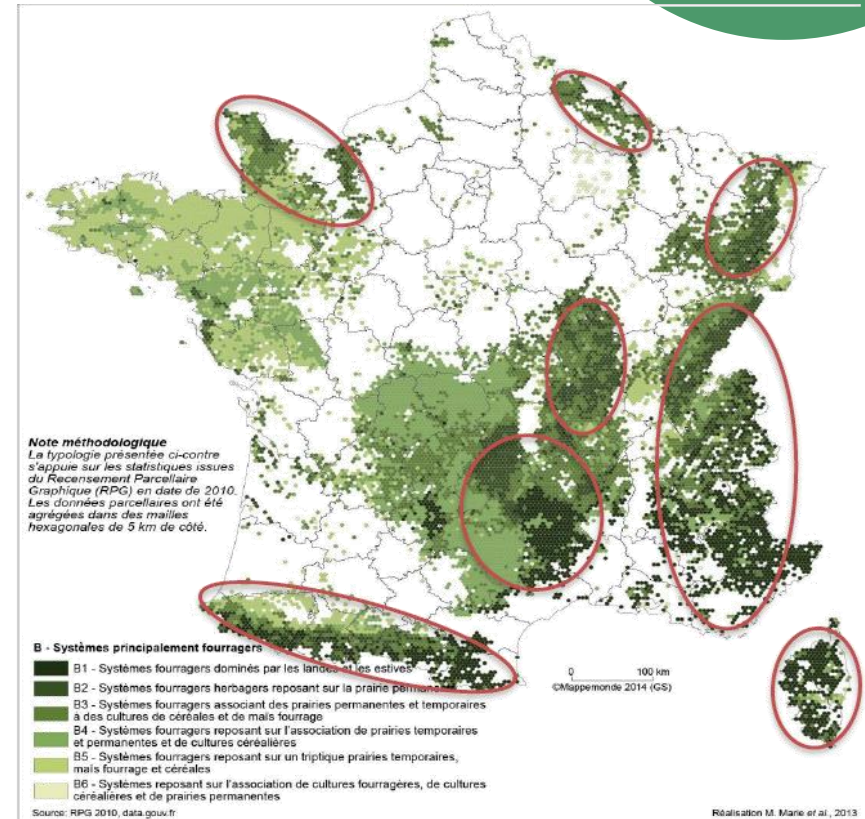 Note méthodologique
La typologie présentée ci-contre
s'appuie sur les statistiques issues
du Recensement Parcellaire
Graphique (RPG) en date de 2010.
Les données parcellaires ont été
agrégées dans des mailles
hexagonales de 5 km de côté.
B - Systèmes principalement fourragers
B1 - Systèmes fourragers dominés par les landes et les estives
B2 - Systèmes fourragers herbagers reposant sur la prairie
B3 - Systèmes fourragers associant des prairies permanentes et temporaires
à des cultures de céréales et de maïs fourrage
B4 - Systèmes fourragers reposant sur l'association de prairies temporaires
et permanentes et de cultures céréalières
B5 - Systèmes fourragers reposant sur un triptique prairies temporaires,
maïs fourrage et céréales
B6 - Systèmes reposant sur l'association de cultures fourragères, de cultures
céréalières et de prairies permanentes
0 100 km
©Mappemonde 2014 (GS)
Source: RPG 2010, data.gouv.fr
Réalisation M. Marie et al., 2013